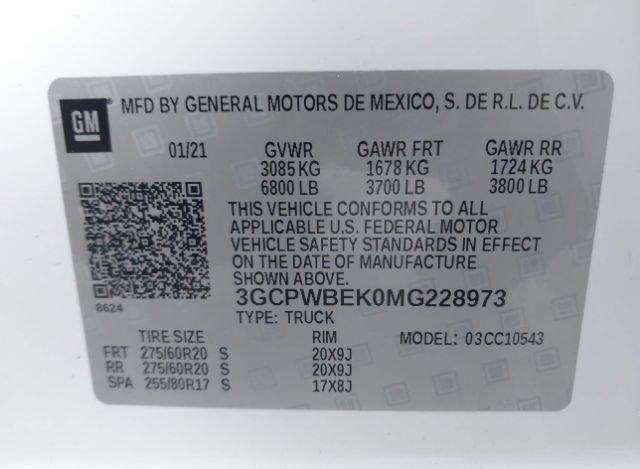 GM
MFD BY GENERAL MOTORS DE MEXICO, S. DE R.L. DE C.V.
01/21 GVWR GAWR FRT GAWR RR
3085 KG 1678 KG 1724 KG
6800 LB 3700 LB 3800 LB
THIS VEHICLE CONFORMS TO ALL
APPLICABLE U.S. FEDERAL MOTOR
VEHICLE SAFETY STANDARDS IN EFFECT
ON THE DATE OF MANUFACTURE
SHOWN ABOVE.
8624
3GCPWBEK0MG228973
TYPE: TRUCK
TIRE SIZE RIM MODEL: 03CC10543
FRT 275/60R20 S 20X9J
RR 275/60R20 S 20X9J
SPA 255/80R17 S 17X8J